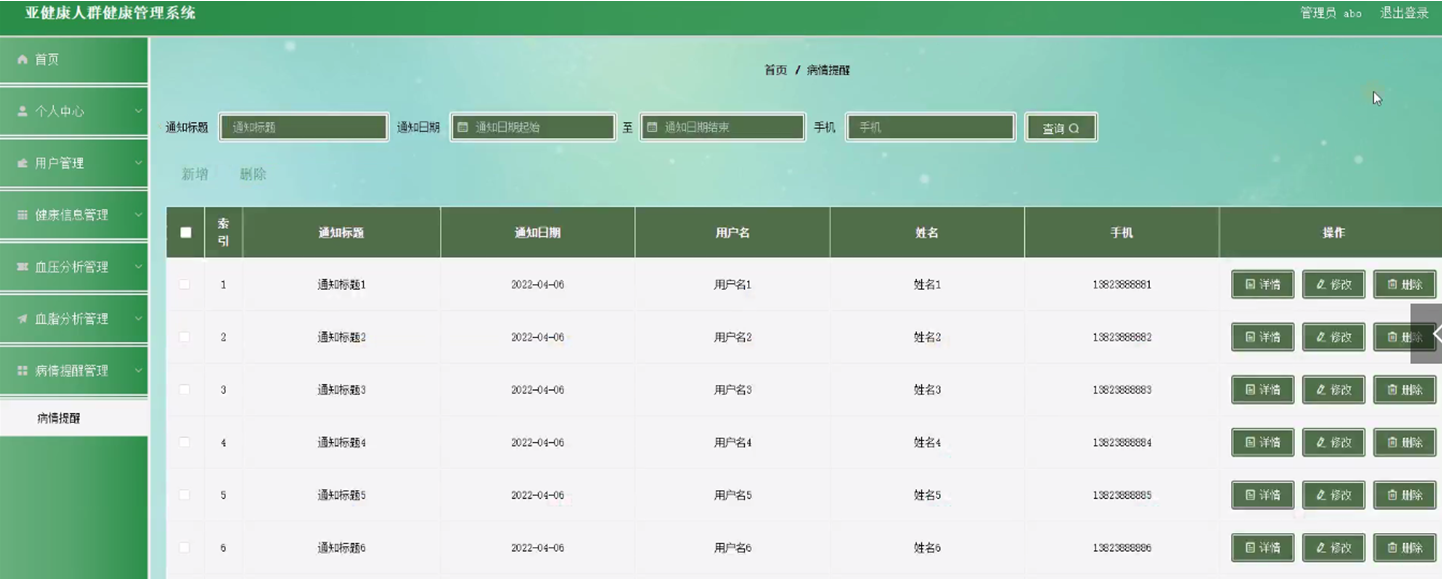 亚健康人群健康管理系统 管理员 abo 退出登录
首页
个人中心
用户管理
健康信息管理
血压分析管理
血脂分析管理
病情提醒管理
病情提醒
首页 / 病情提醒
通知标题 通知标题 通知日期 通知日期起始 至 通知日期结束 手机 手机 查询
新增 删除
索引 通知标题 通知日期 用户名 姓名 手机 操作
1 通知标题1 2022-04-06 用户名1 姓名1 13823888881 详情 修改 删除
2 通知标题2 2022-04-06 用户名2 姓名2 13823888882 详情 修改 删除
3 通知标题3 2022-04-06 用户名3 姓名3 13823888883 详情 修改 删除
4 通知标题4 2022-04-06 用户名4 姓名4 13823888884 详情 修改 删除
5 通知标题5 2022-04-06 用户名5 姓名5 13823888885 详情 修改 删除
6 通知标题6 2022-04-06 用户名6 姓名6 13823888886 详情 修改 删除